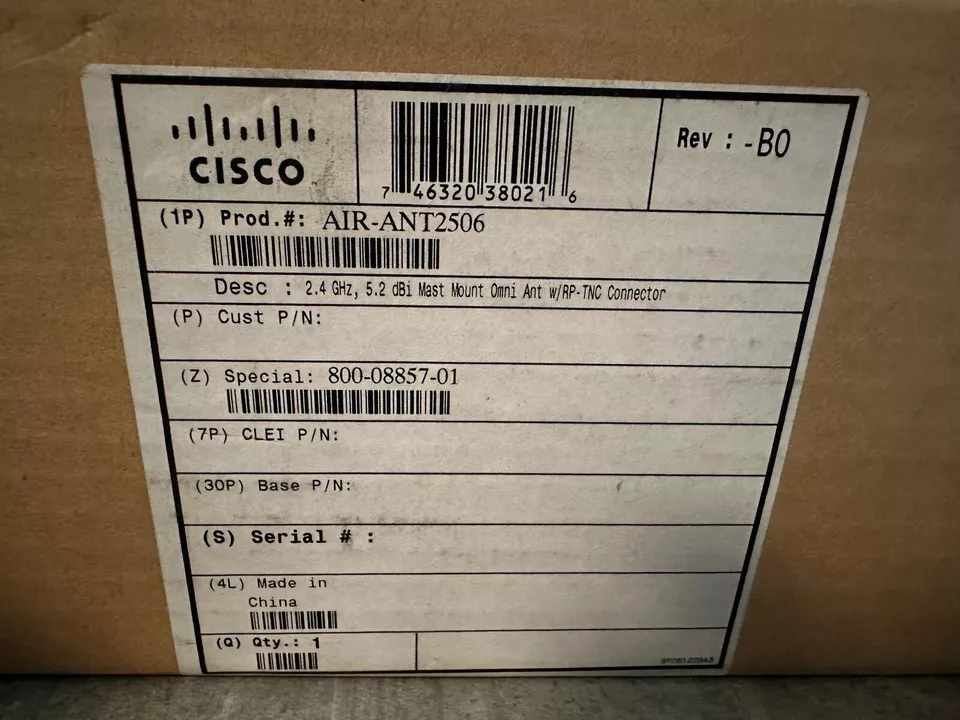 CISCO
7 46320 38021 6
Rev : -B0
(1P) Prod.#: AIR-ANT2506
Desc : 2.4 GHz, 5.2 dBi Mast Mount Omni Ant w/RP-TNC Connector
(P) Cust P/N:
(Z) Special: 800-08857-01
(7P) CLEI P/N:
(30P) Base P/N:
(S) Serial # :
(4L) Made in
China
(Q) Qty.: 1